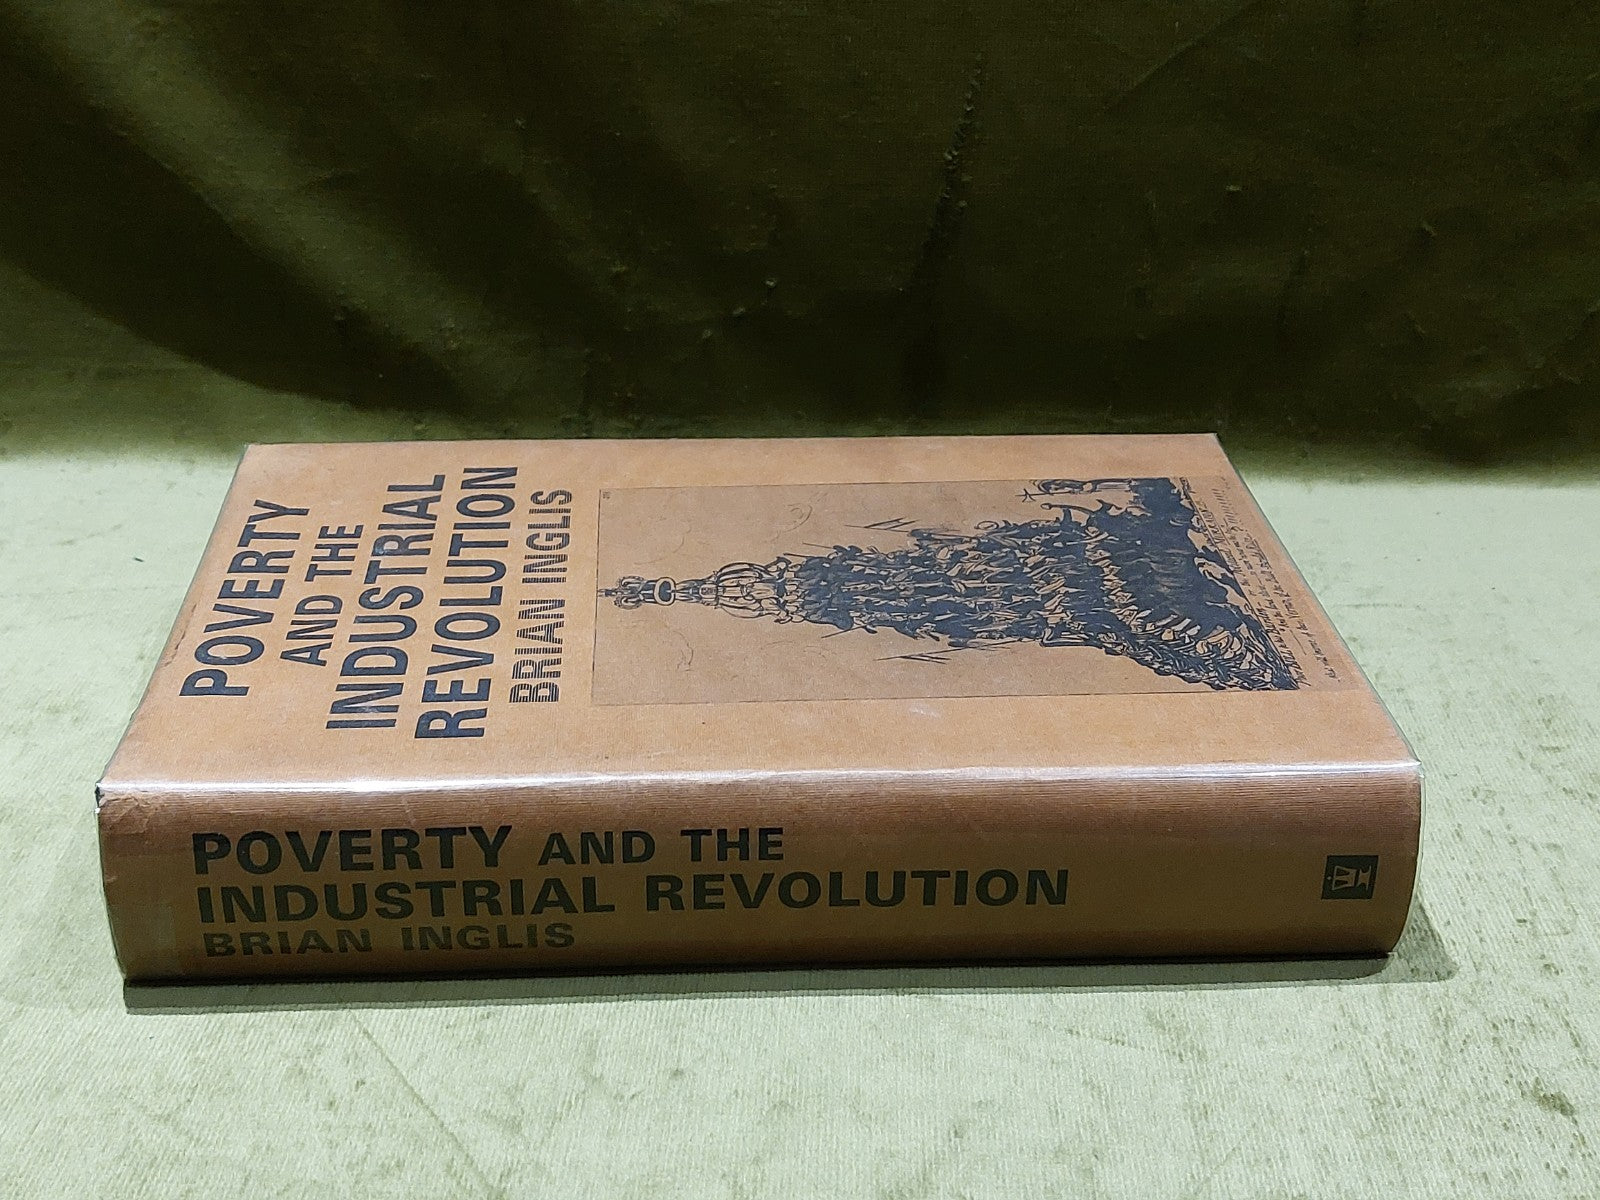 POVERTY
AND THE
INDUSTRIAL
REVOLUTION
BRIAN INGLIS
POVERTY AND THE
INDUSTRIAL REVOLUTION
BRIAN INGLIS